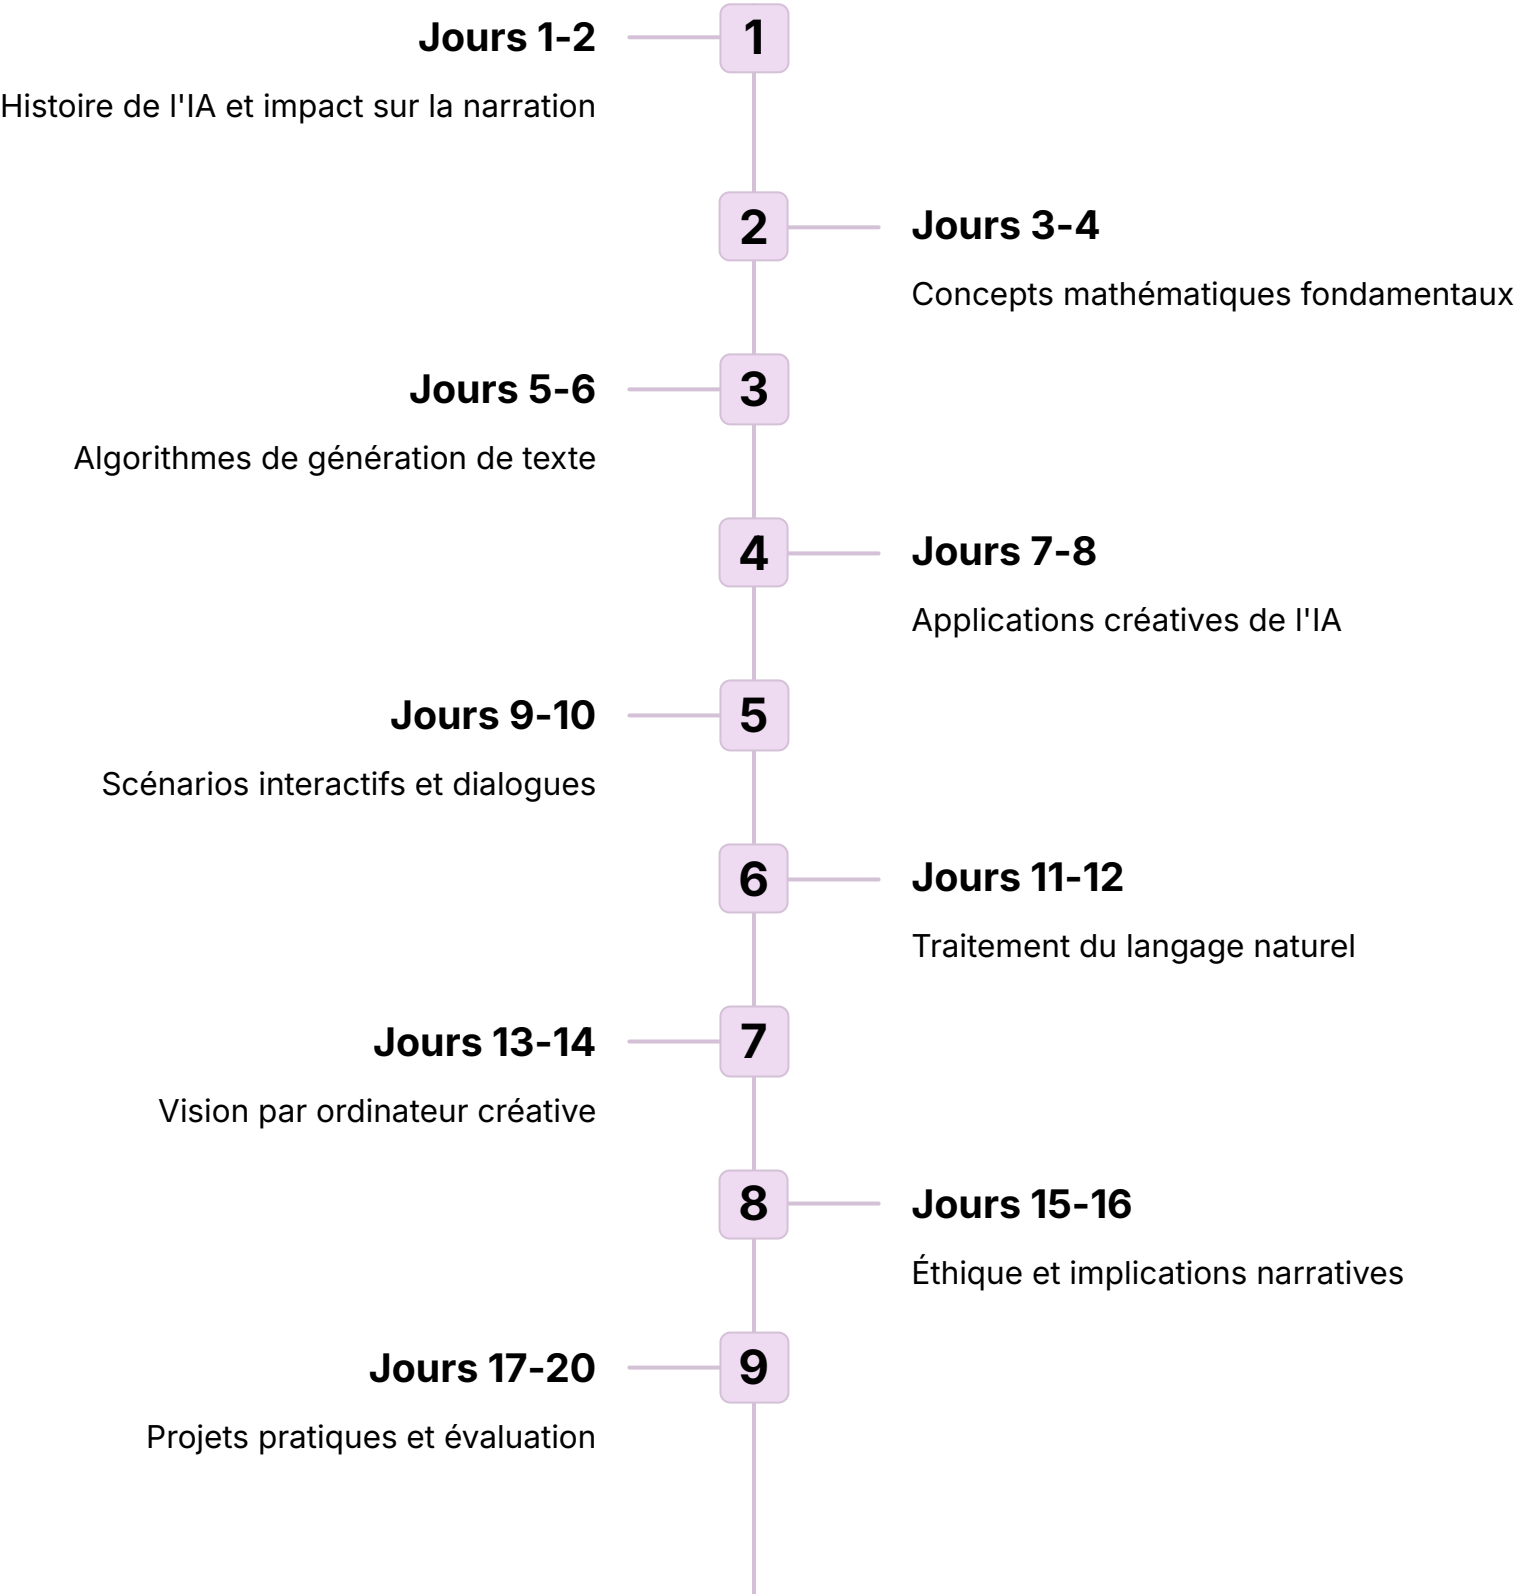 1
Jours 1-2
Histoire de l'IA et impact sur la narration
2
Jours 3-4
Concepts mathématiques fondamentaux
3
Jours 5-6
Algorithmes de génération de texte
4
Jours 7-8
Applications créatives de l'IA
5
Jours 9-10
Scénarios interactifs et dialogues
6
Jours 11-12
Traitement du langage naturel
7
Jours 13-14
Vision par ordinateur créative
8
Jours 15-16
Éthique et implications narratives
9
Jours 17-20
Projets pratiques et évaluation